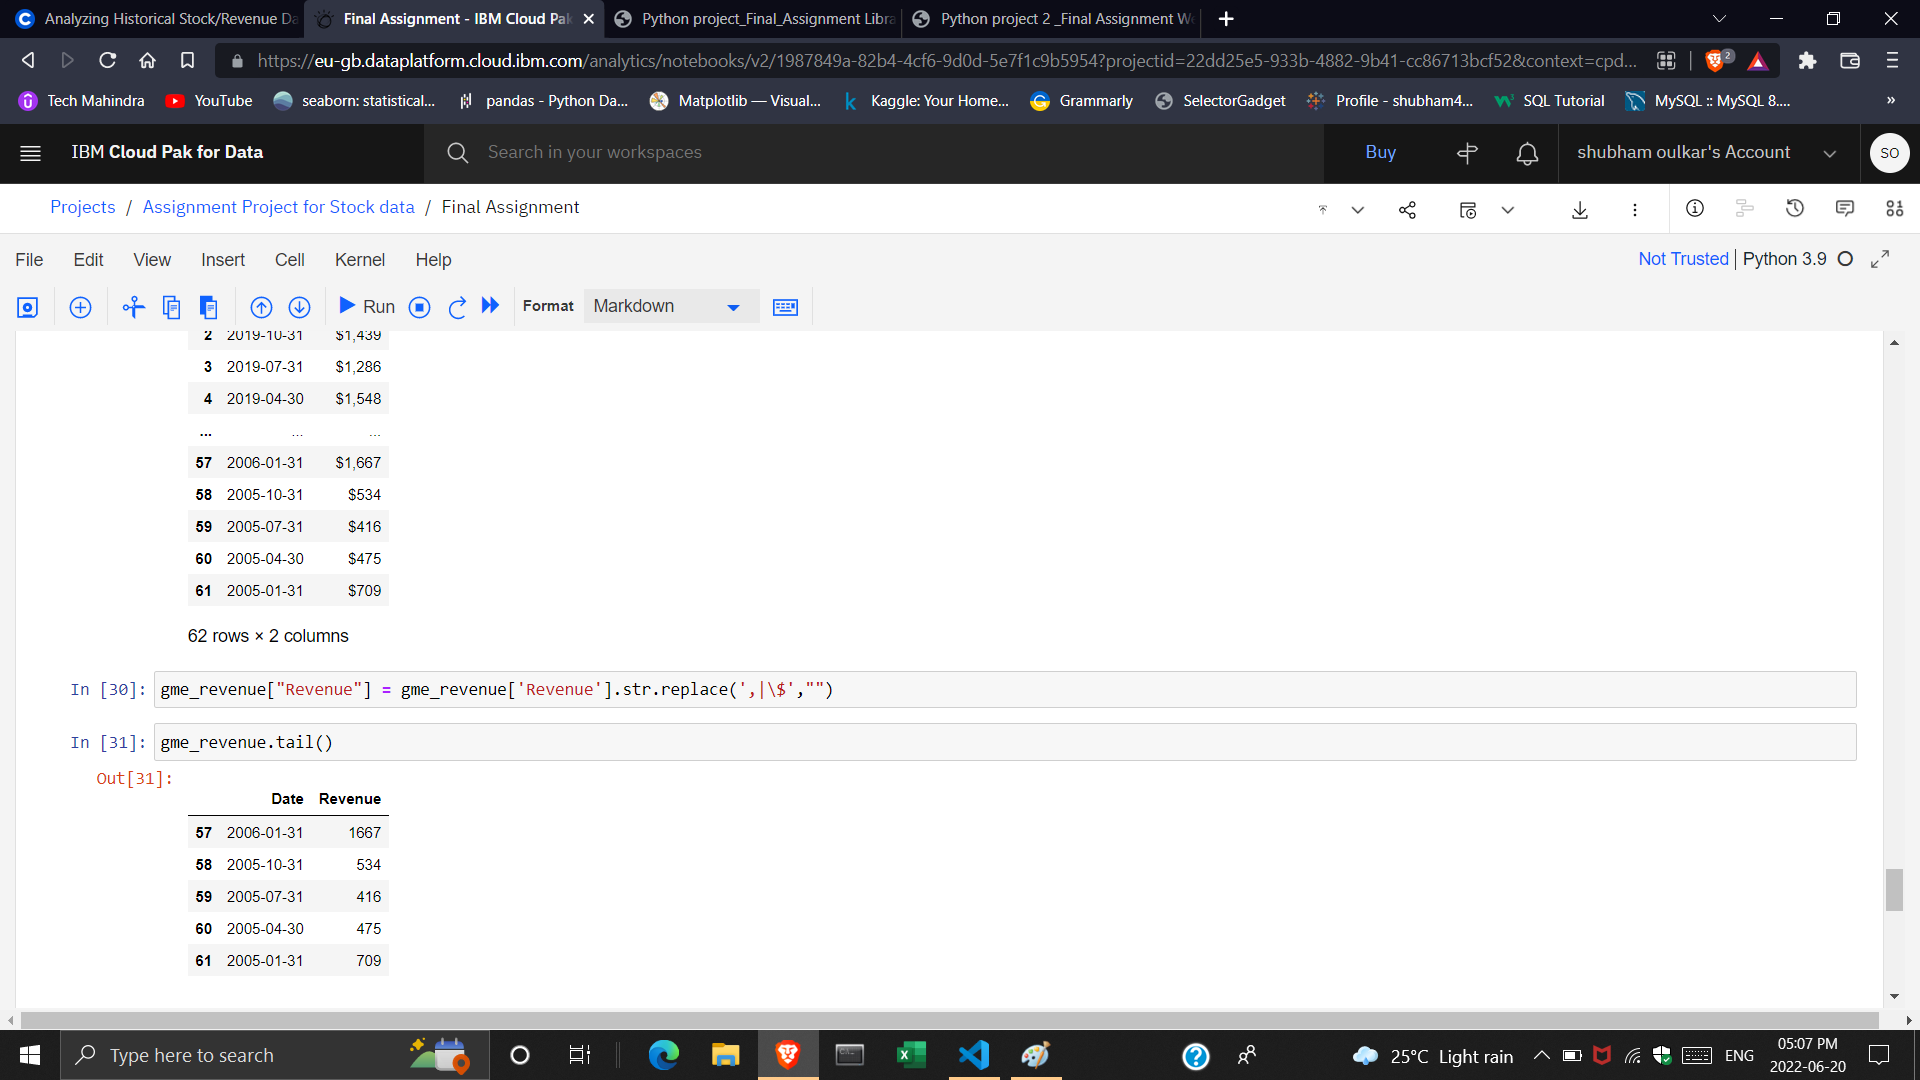 Analyzing Historical Stock/Revenue Da
Final Assignment - IBM Cloud Pak
Python project_Final_Assignment Libra
Python project 2 _Final Assignment We
https://eu-gb.dataplatform.cloud.ibm.com/analytics/notebooks/v2/1987849a-82b4-4cf6-9d0d-5e7f1c9b5954?projectid=22dd25e5-933b-4882-9b41-cc86713bcf52&context=cpd...
2
Tech Mahindra
YouTube
seaborn: statistical...
pandas - Python Da...
Matplotlib — Visual...
Kaggle: Your Home...
Grammarly
SelectorGadget
Profile - shubham4...
SQL Tutorial
MySQL :: MySQL 8....
»
IBM Cloud Pak for Data
Search in your workspaces
Buy
shubham oulkar's Account
SO
Projects / Assignment Project for Stock data / Final Assignment
File Edit View Insert Cell Kernel Help
Not Trusted | Python 3.9
Run
Format
Markdown
2 2019-10-31 $1,439
3 2019-07-31 $1,286
4 2019-04-30 $1,548
... ... ...
57 2006-01-31 $1,667
58 2005-10-31 $534
59 2005-07-31 $416
60 2005-04-30 $475
61 2005-01-31 $709
62 rows × 2 columns
In [30]: gme_revenue["Revenue"] = gme_revenue['Revenue'].str.replace(',|\$',"")
In [31]: gme_revenue.tail()
Out[31]:
Date Revenue
57 2006-01-31 1667
58 2005-10-31 534
59 2005-07-31 416
60 2005-04-30 475
61 2005-01-31 709
Type here to search
25°C Light rain
ENG
05:07 PM
2022-06-20